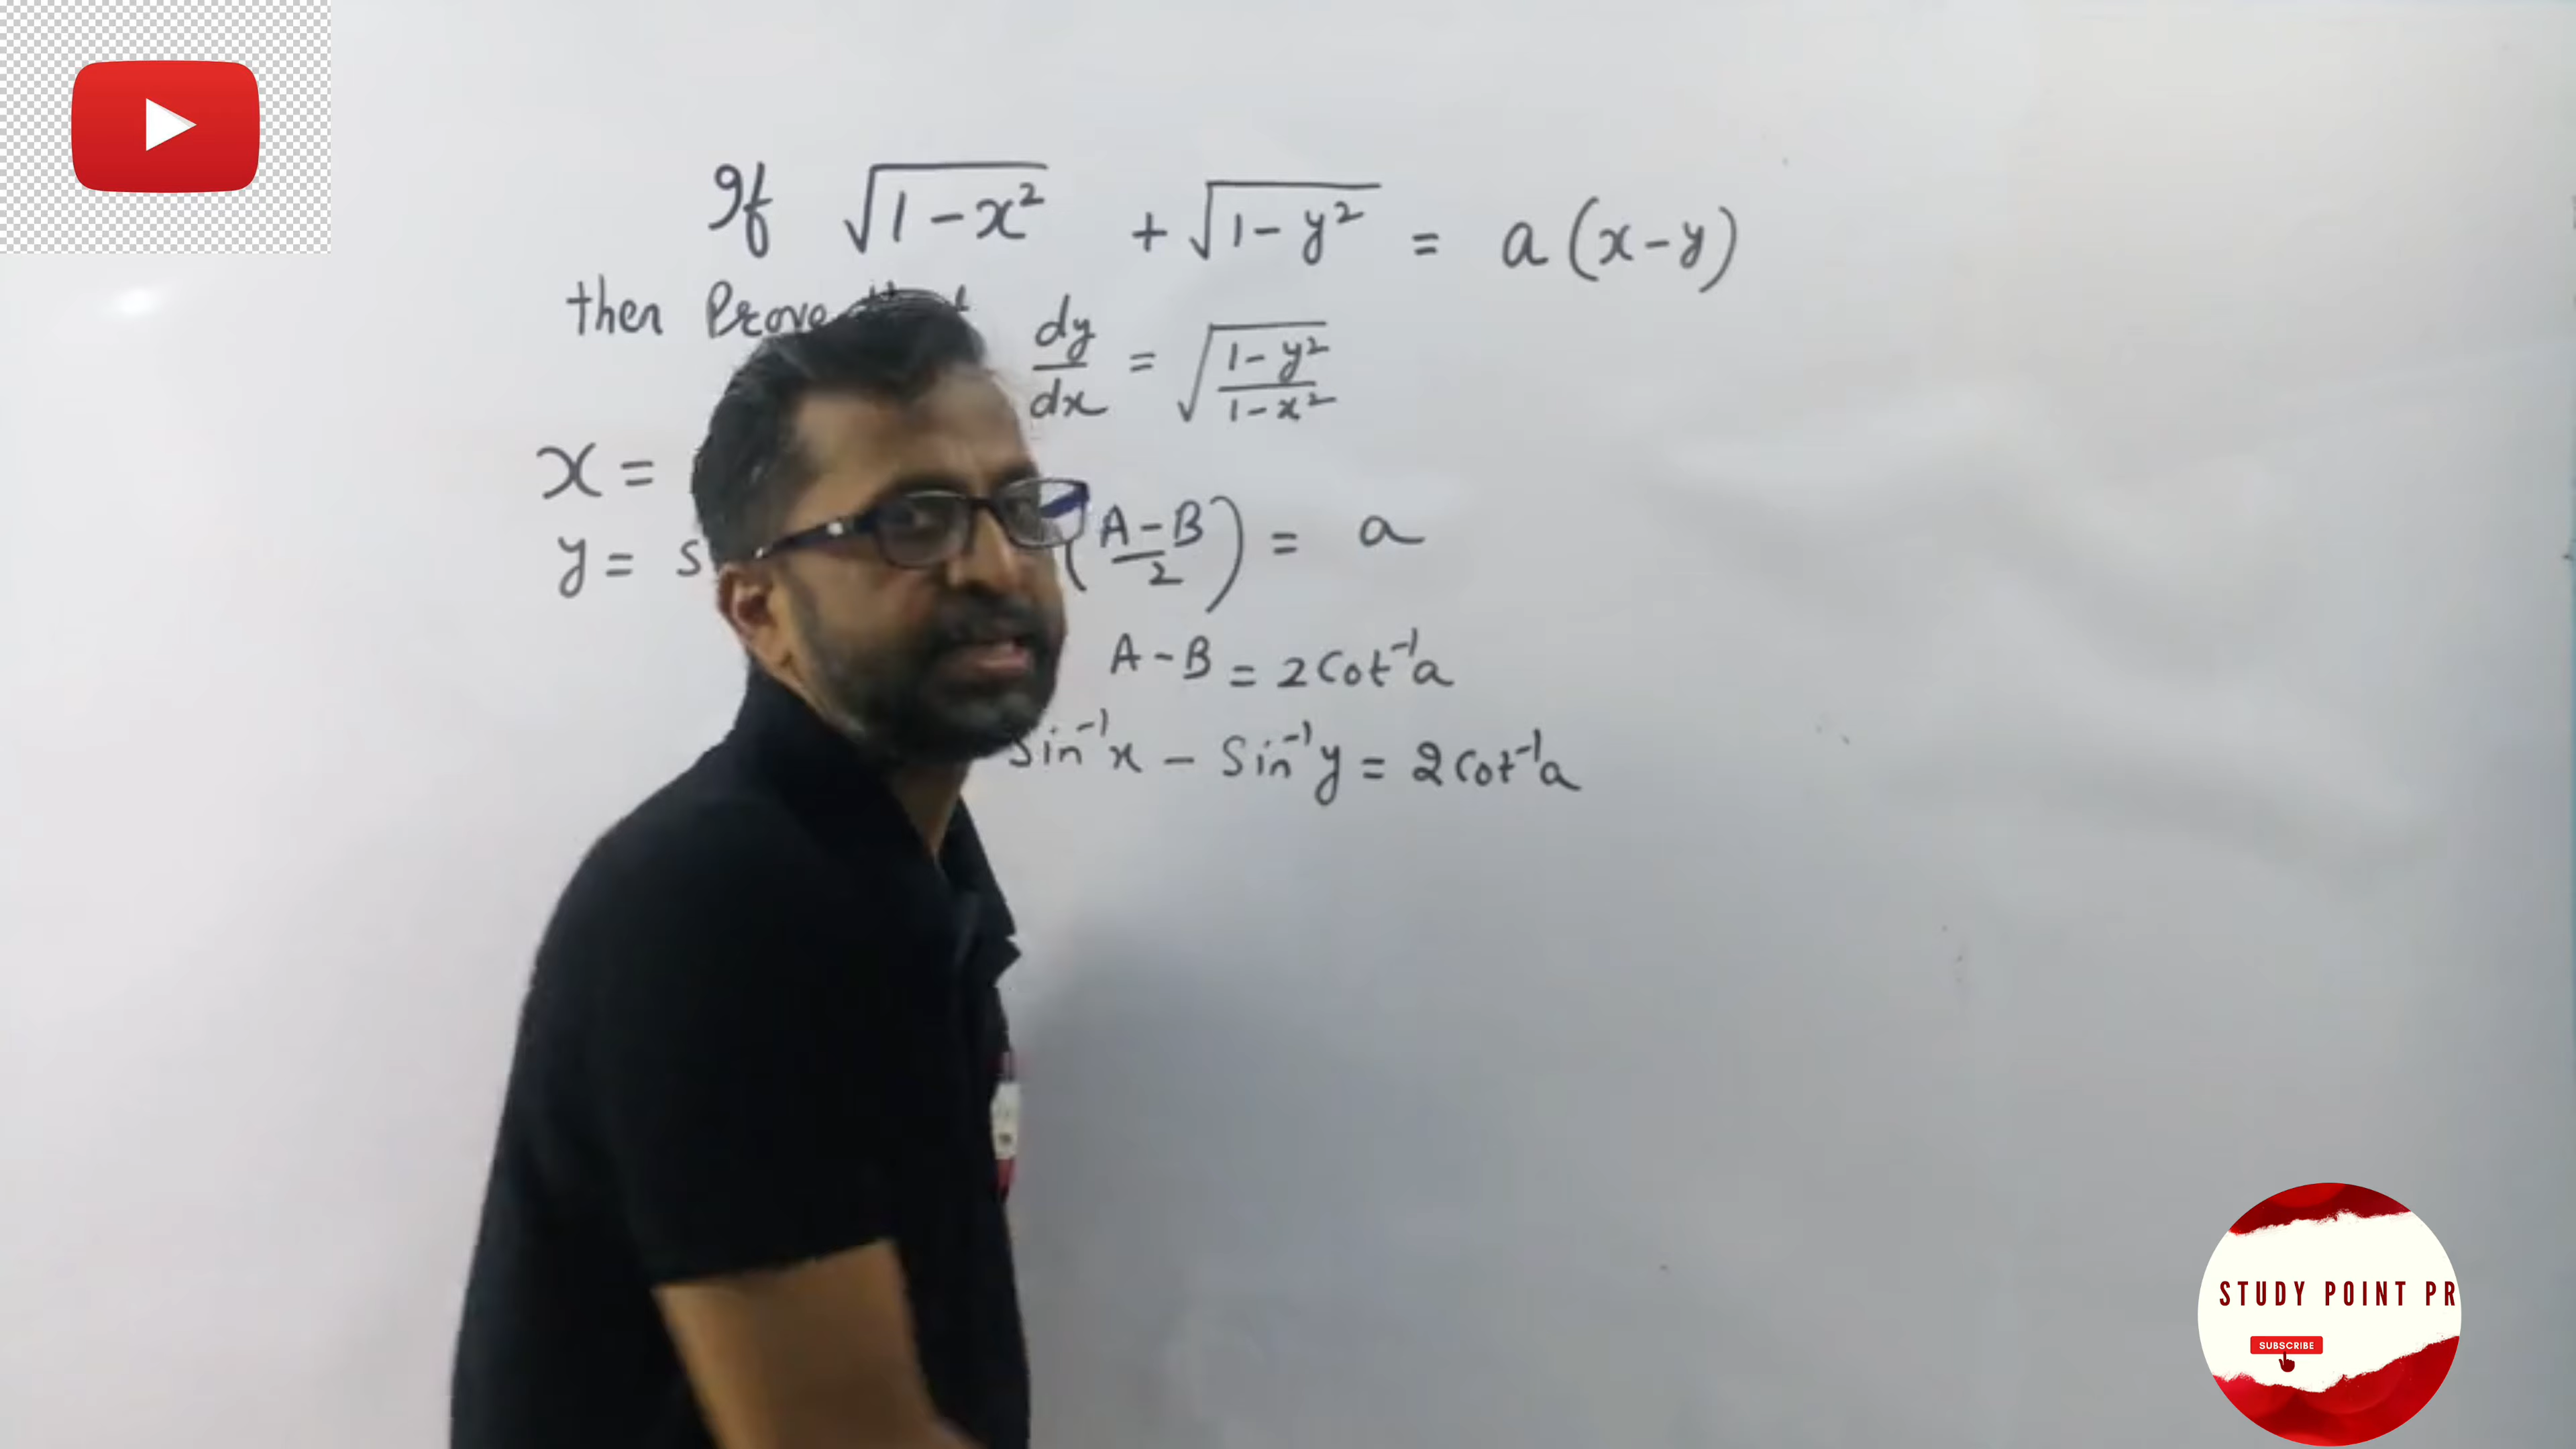 If √(1-x²) + √(1-y²) = a(x-y)
then Prove dy/dx = √((1-y²)/(1-x²))
x =
y = s ((A-B)/2) = a
A-B = 2cot⁻¹a
Sin⁻¹x - Sin⁻¹y = 2cot⁻¹a
STUDY POINT PR
SUBSCRIBE